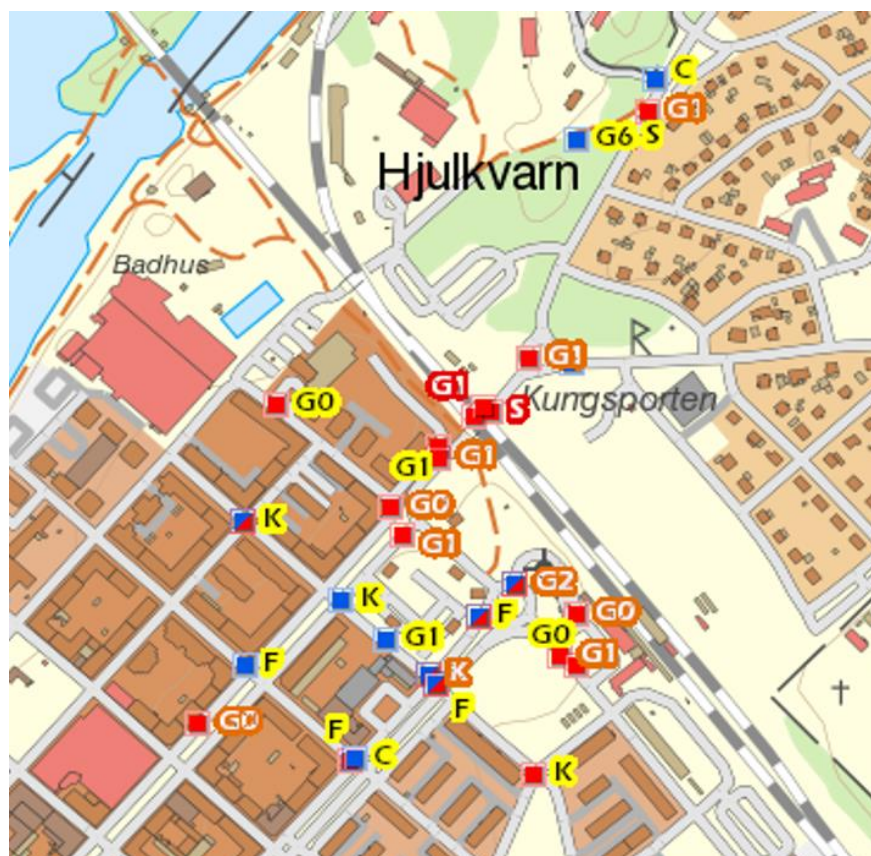 C
G1
G6 S
Hjulkvarn
Badhus
G1
G1
S
Kungsporten
G0
G1
G1
G0
K
G1
G2
K
F
G0
G1
G0
F
K
G1
F
G0
F
C
K